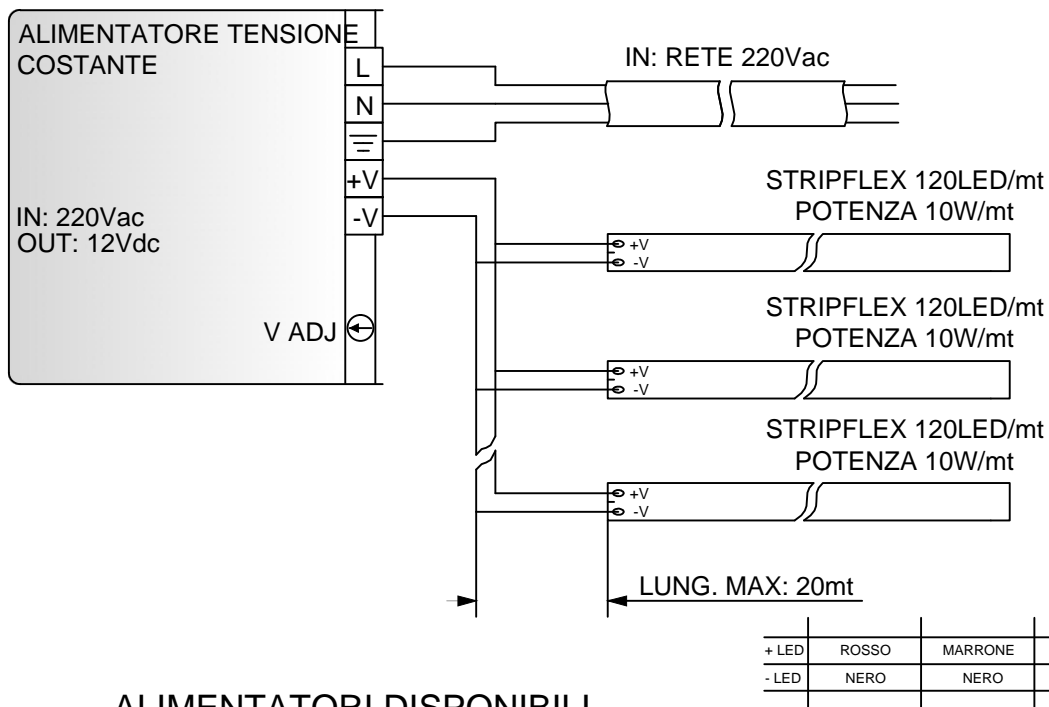 ALIMENTATORE TENSIONE
COSTANTE
L
N
+V
-V
IN: 220Vac
OUT: 12Vdc
V ADJ
IN: RETE 220Vac
STRIPFLEX 120LED/mt
POTENZA 10W/mt
+V
-V
STRIPFLEX 120LED/mt
POTENZA 10W/mt
+V
-V
STRIPFLEX 120LED/mt
POTENZA 10W/mt
+V
-V
LUNG. MAX: 20mt
+ LED ROSSO MARRONE
- LED NERO NERO
ALIMENTATORI DISPONIBILI